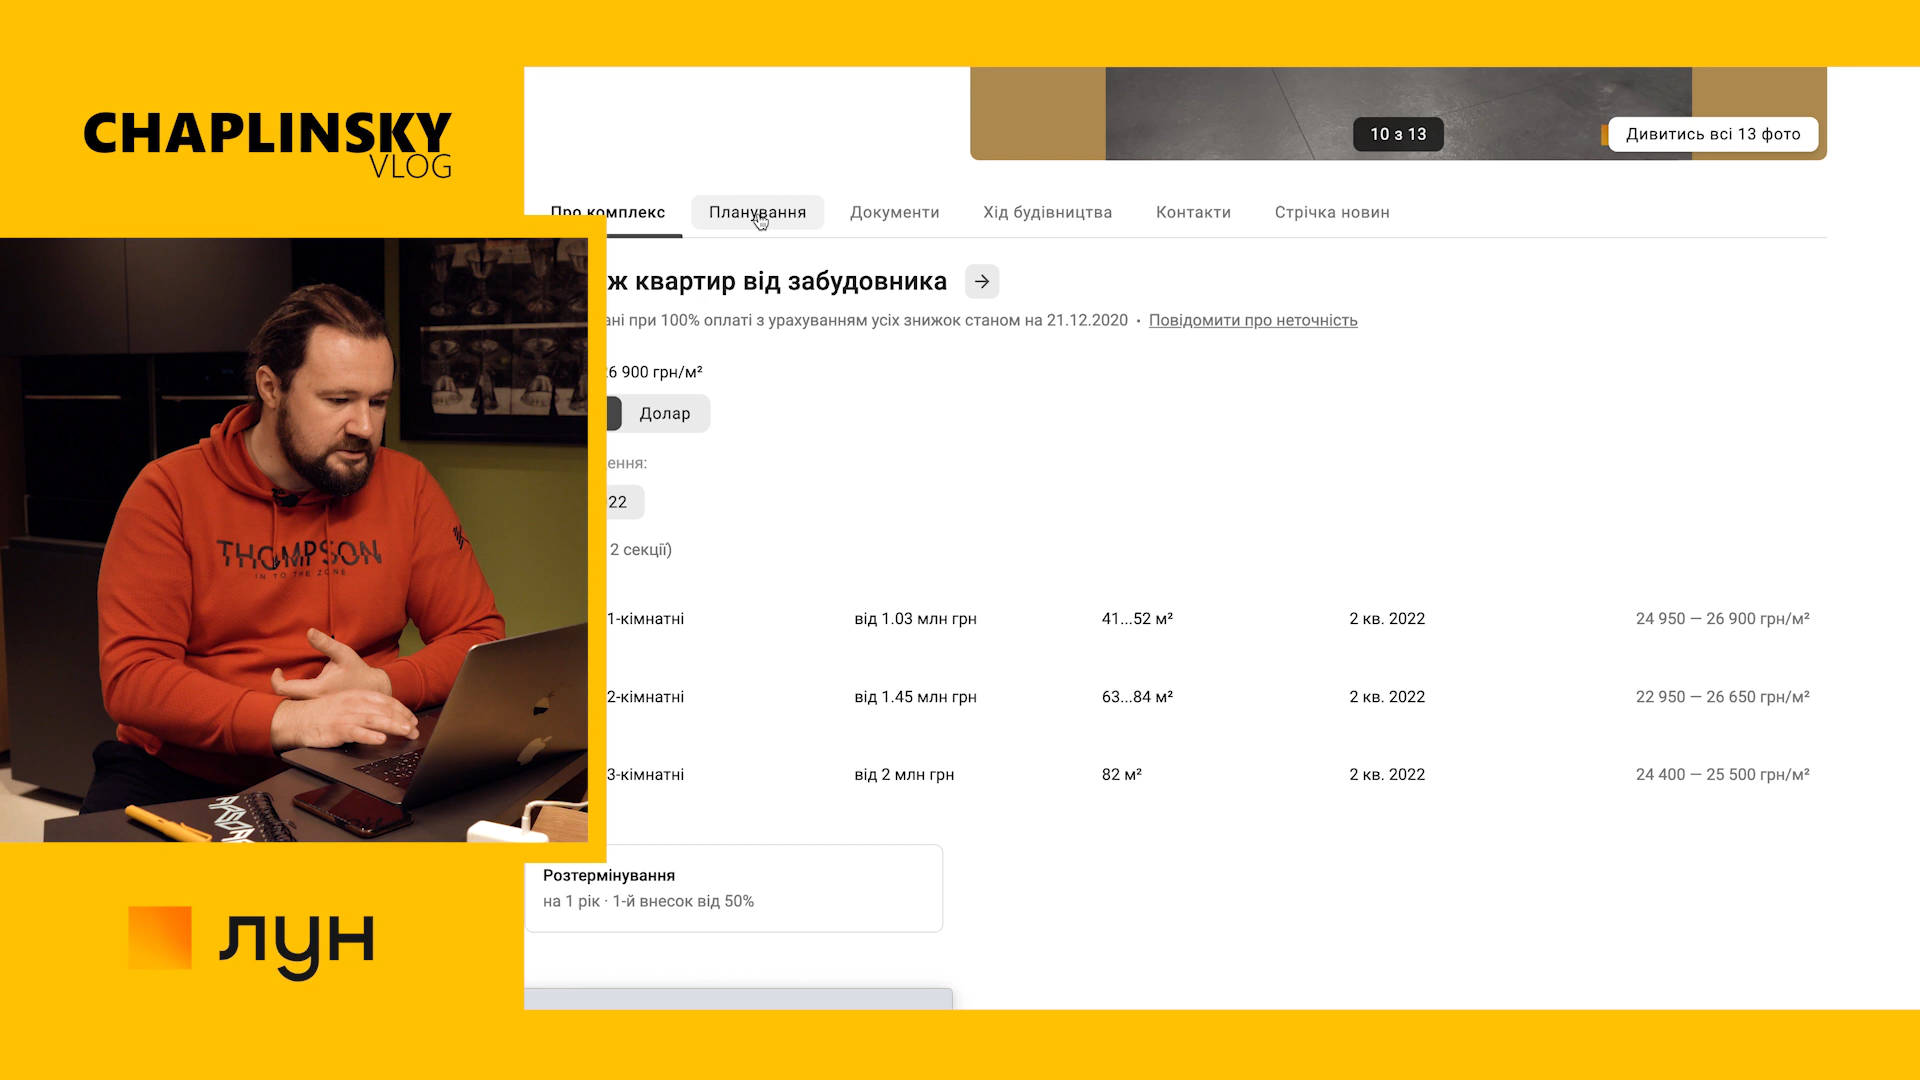 CHAPLINSKY
VLOG
10 з 13
Дивитись всі 13 фото
Про комплекс
Планування
Документи
Хід будівництва
Контакти
Стрічка новин
ж квартир від забудовника
ані при 100% оплаті з урахуванням усіх знижок станом на 21.12.2020 • Повідомити про неточність
26 900 грн/м²
Долар
ення:
22
2 секції)
1-кімнатні від 1.03 млн грн 41...52 м² 2 кв. 2022 24 950 — 26 900 грн/м²
2-кімнатні від 1.45 млн грн 63...84 м² 2 кв. 2022 22 950 — 26 650 грн/м²
3-кімнатні від 2 млн грн 82 м² 2 кв. 2022 24 400 — 25 500 грн/м²
THOMPSON
IN TO THE ZONE
Розтермінування
на 1 рік · 1-й внесок від 50%
лун